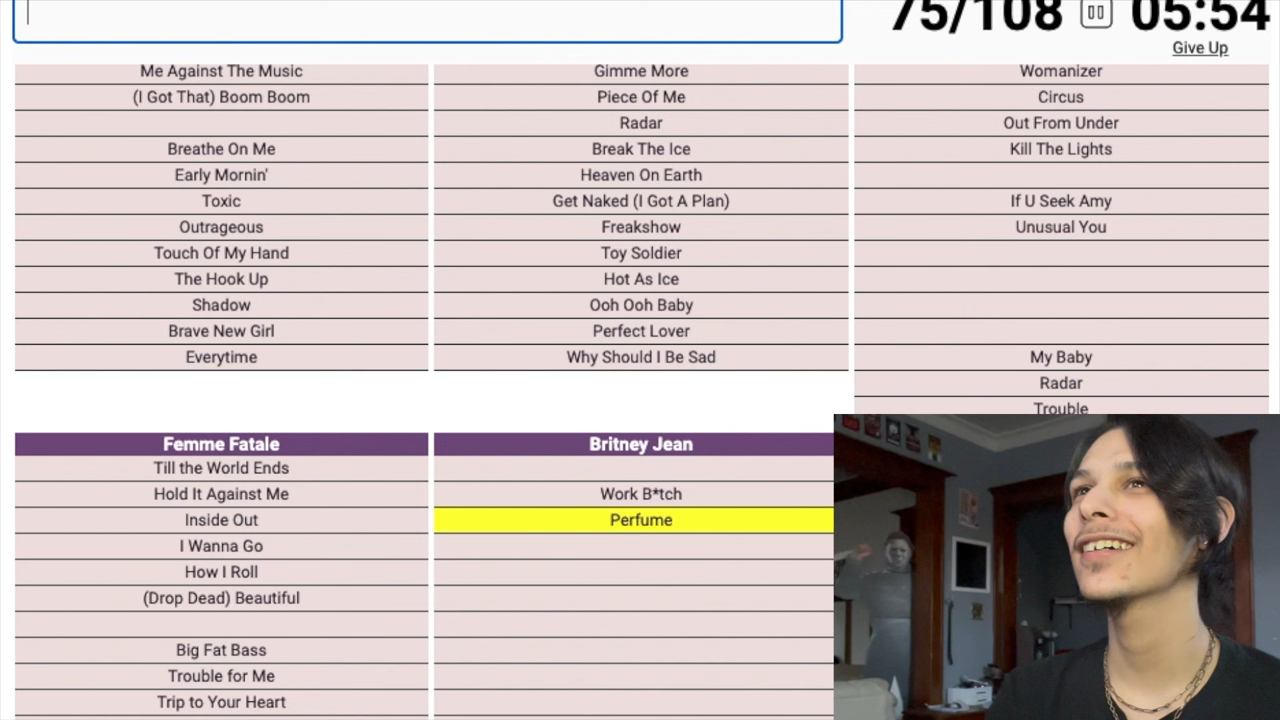 75/108 05:54
Give Up
Me Against The Music
(I Got That) Boom Boom
Breathe On Me
Early Mornin'
Toxic
Outrageous
Touch Of My Hand
The Hook Up
Shadow
Brave New Girl
Everytime
Gimme More
Piece Of Me
Radar
Break The Ice
Heaven On Earth
Get Naked (I Got A Plan)
Freakshow
Toy Soldier
Hot As Ice
Ooh Ooh Baby
Perfect Lover
Why Should I Be Sad
Womanizer
Circus
Out From Under
Kill The Lights
If U Seek Amy
Unusual You
My Baby
Radar
Trouble
Femme Fatale
Till the World Ends
Hold It Against Me
Inside Out
I Wanna Go
How I Roll
(Drop Dead) Beautiful
Big Fat Bass
Trouble for Me
Trip to Your Heart
Britney Jean
Work B*tch
Perfume